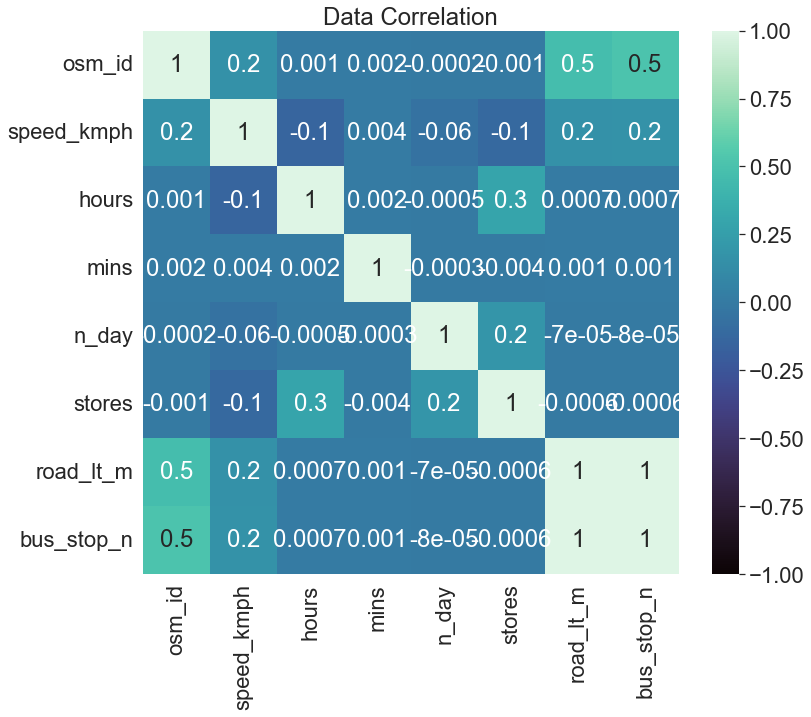 Data Correlation
osm_id 1 0.2 0.001 0.002 -0.0002 -0.001 0.5 0.5
speed_kmph 0.2 1 -0.1 0.004 -0.06 -0.1 0.2 0.2
hours 0.001 -0.1 1 0.002 -0.0005 0.3 0.0007 0.0007
mins 0.002 0.004 0.002 1 -0.0003 -0.004 0.001 0.001
n_day -0.0002 -0.06 -0.0005 -0.0003 1 0.2 -7e-05 -8e-05
stores -0.001 -0.1 0.3 -0.004 0.2 1 -0.0006 -0.0006
road_lt_m 0.5 0.2 0.0007 0.001 -7e-05 -0.0006 1 1
bus_stop_n 0.5 0.2 0.0007 0.001 -8e-05 -0.0006 1 1
osm_id speed_kmph hours mins n_day stores road_lt_m bus_stop_n
1.00
0.75
0.50
0.25
0.00
−0.25
−0.50
−0.75
−1.00